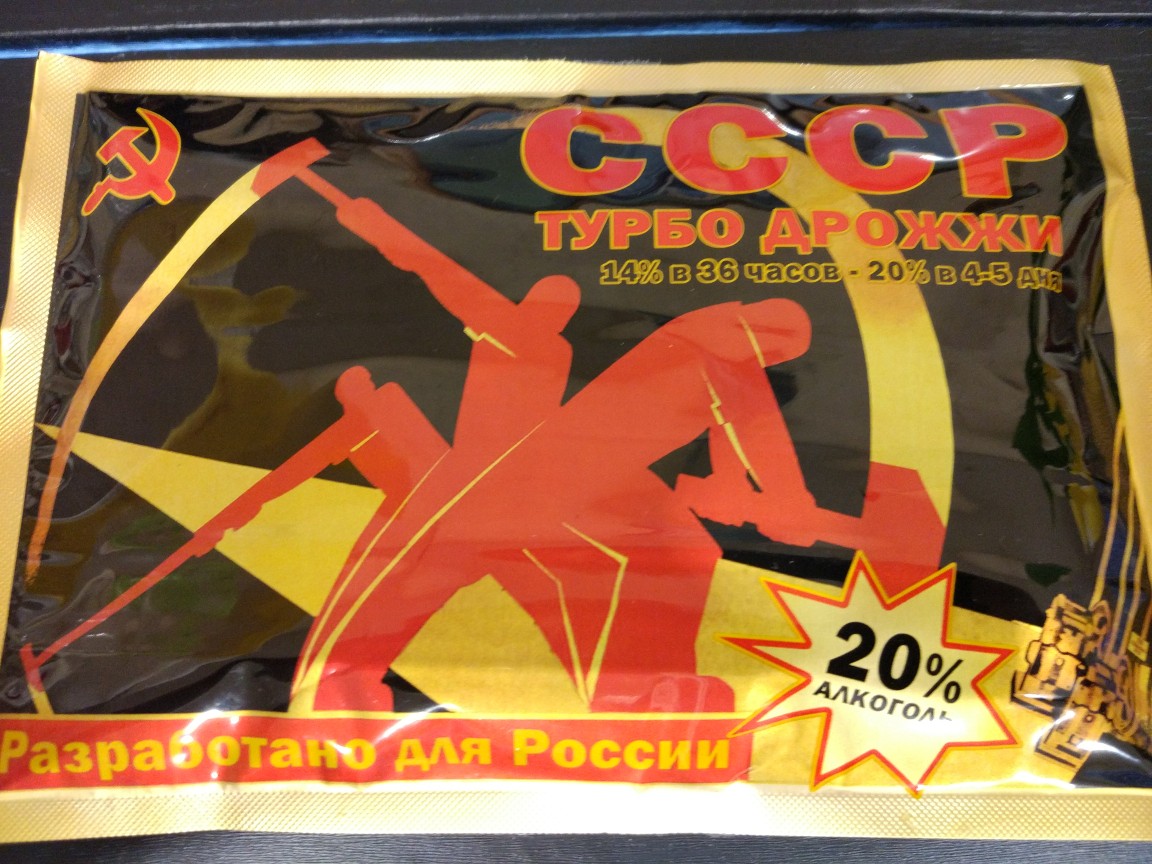 СССР
ТУРБО ДРОЖЖИ
14% в 36 часов - 20% в 4-5 дня
20%
АЛКОГОЛЬ
Разработано для России